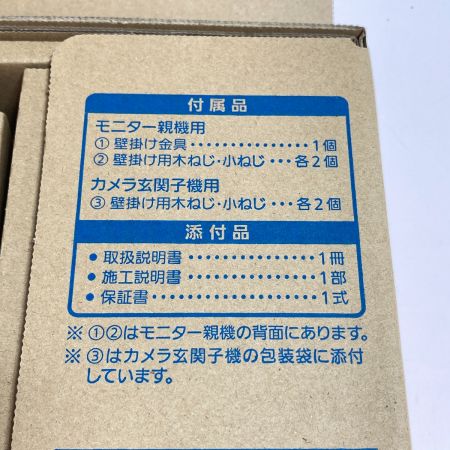 付属品
モニター親機用
① 壁掛け金具・・・・・・・・・・・・・・・・1個
② 壁掛け用木ねじ・小ねじ・・・各2個
カメラ玄関子機用
③ 壁掛け用木ねじ・小ねじ・・・各2個
添付品
● 取扱説明書・・・・・・・・・・・・・・・・・1冊
● 施工説明書・・・・・・・・・・・・・・・・・1部
● 保証書・・・・・・・・・・・・・・・・・・・・・1式
※ ①②はモニター親機の背面にあります。
※ ③はカメラ玄関子機の包装袋に添付
しています。